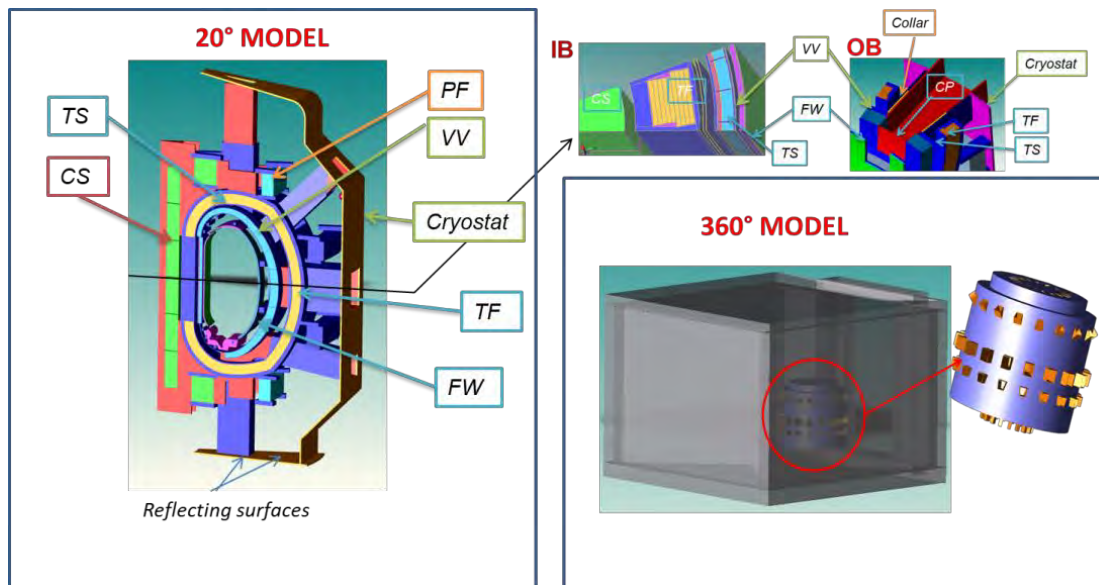 20° MODEL
PF
TS
VV
CS
Cryostat
TF
FW
Reflecting surfaces
IB
CS
TF
VV
FW
TS
OB
Collar
CP
Cryostat
TF
TS
360° MODEL